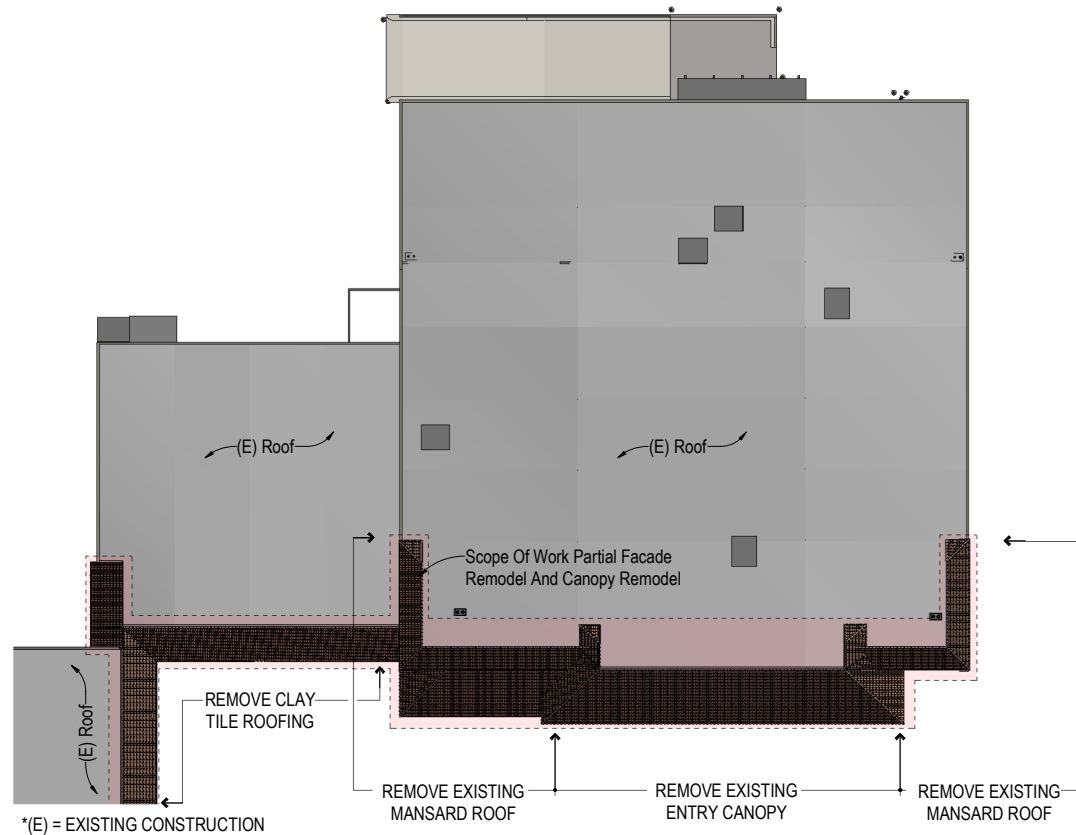 (E) Roof
(E) Roof
Scope Of Work Partial Facade
Remodel And Canopy Remodel
(E) Roof
REMOVE CLAY
TILE ROOFING
REMOVE EXISTING
MANSARD ROOF
REMOVE EXISTING
ENTRY CANOPY
REMOVE EXISTING
MANSARD ROOF
*(E) = EXISTING CONSTRUCTION